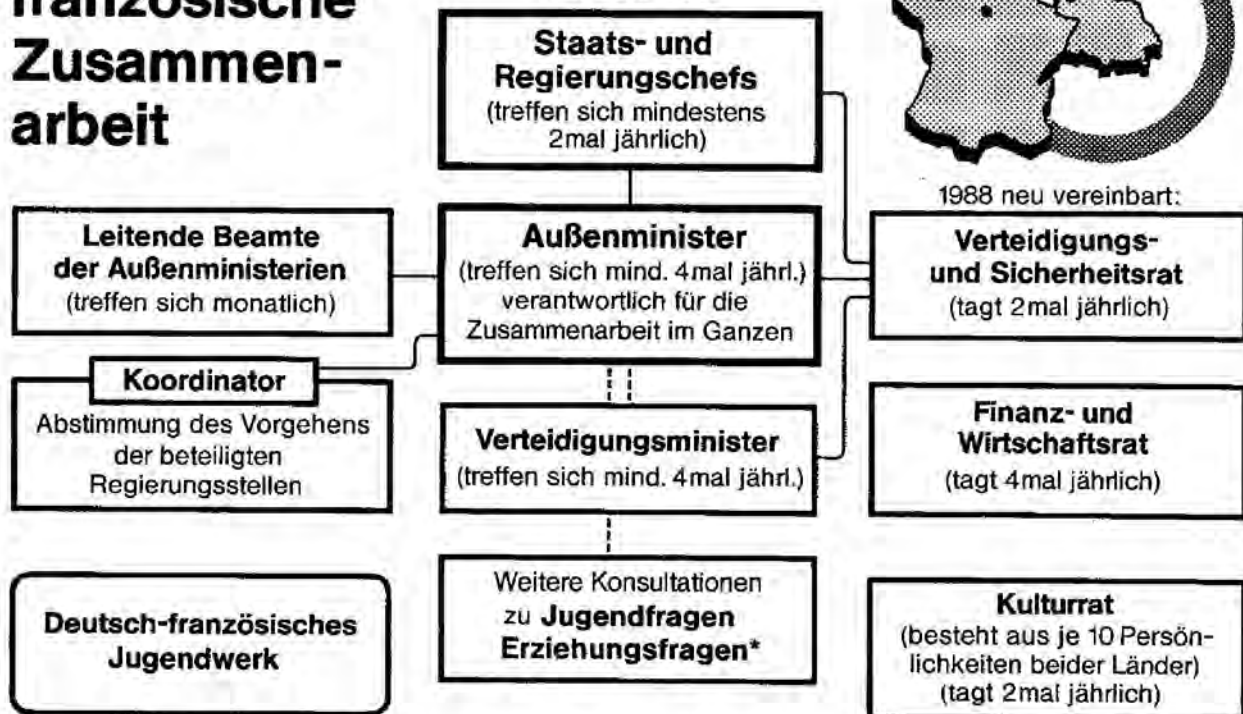 französische
Zusammen-
arbeit
Staats- und
Regierungschefs
(treffen sich mindestens
2mal jährlich)
1988 neu vereinbart:
Leitende Beamte
der Außenministerien
(treffen sich monatlich)
Außenminister
(treffen sich mind. 4mal jährl.)
verantwortlich für die
Zusammenarbeit im Ganzen
Verteidigungs-
und Sicherheitsrat
(tagt 2mal jährlich)
Koordinator
Abstimmung des Vorgehens
der beteiligten
Regierungsstellen
Verteidigungsminister
(treffen sich mind. 4mal jährl.)
Finanz- und
Wirtschaftsrat
(tagt 4mal jährlich)
Deutsch-französisches
Jugendwerk
Weitere Konsultationen
zu Jugendfragen
Erziehungsfragen*
Kulturrat
(besteht aus je 10 Persön-
lichkeiten beider Länder)
(tagt 2mal jährlich)